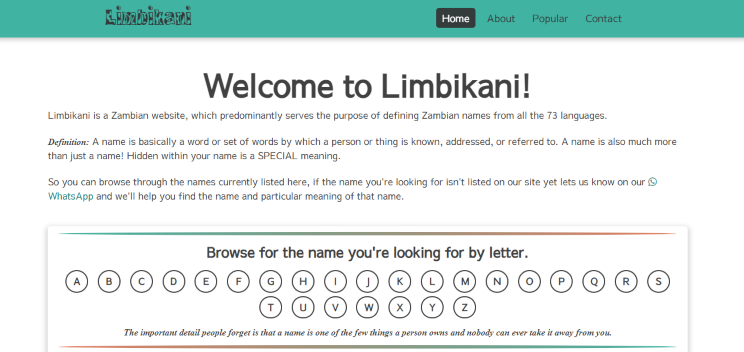 Limbikani
Home About Popular Contact
Welcome to Limbikani!
Limbikani is a Zambian website, which predominantly serves the purpose of defining Zambian names from all the 73 languages.
Definition: A name is basically a word or set of words by which a person or thing is known, addressed, or referred to. A name is also much more
than just a name! Hidden within your name is a SPECIAL meaning.
So you can browse through the names currently listed here, if the name you're looking for isn't listed on our site yet lets us know on our
WhatsApp and we'll help you find the name and particular meaning of that name.
Browse for the name you're looking for by letter.
A B C D E F G H I J K L M N O P Q R S
T U V W X Y Z
The important detail people forget is that a name is one of the few things a person owns and nobody can ever take it away from you.